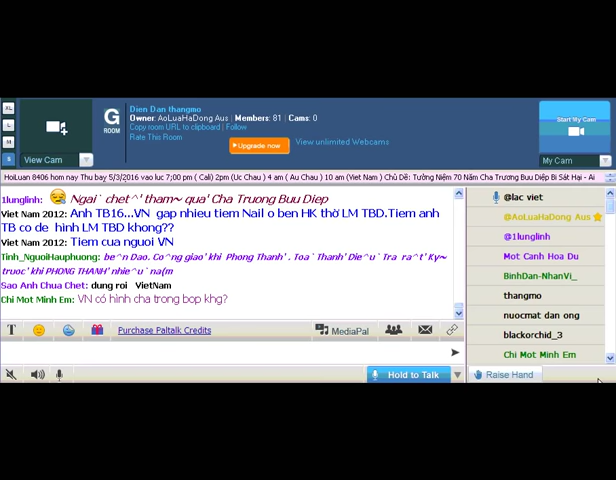 XL
L
M
S
View Cam
G
ROOM
Dien Dan thangmo
Owner: AoLuaHaDong Aus | Members: 81 | Cams: 0
Copy room URL to clipboard | Follow
Rate This Room
Upgrade now
View unlimited Webcams
Start My Cam
My Cam
HoiLuan 8406 hom nay Thu bay 5/3/2016 vao luc 7;00 pm ( Cali) 2pm (Uc Chau ) 4 am ( Au Chau ) 10 am (Viet Nam ) Chủ Đề: Tưởng Niệm 70 Năm Cha Trương Bưu Diệp Bi Sát Hại - Ai
1lunglinh: Ngai` chet^' tham~ qua' Cha Truong Buu Diep
Viet Nam 2012: Anh TB16...VN gap nhieu tiem Nail o ben HK thờ LM TBD.Tiem anh
TB co de hình LM TBD khong??
Viet Nam 2012: Tiem cua nguoi VN
Tinh_NguoiHauphuong: be^n Dao. Co^ng giao' khi Phong Thanh'. Toa` Thanh' Die^u` Tra ra^t' Ky~
truoc' khi PHONG THANH' nhie^u` na(m
Sao Anh Chua Chet: dung roi VietNam
Chi Mot Minh Em: VN có hình cha trong bop khg?
T
Purchase Paltalk Credits
MediaPal
Hold to Talk
@lac viet
@AoLuaHaDong Aus
@1lunglinh
Mot Canh Hoa Du
BinhDan-NhanVi_
thangmo
nuocmat dan ong
blackorchid_3
Chi Mot Minh Em
Raise Hand